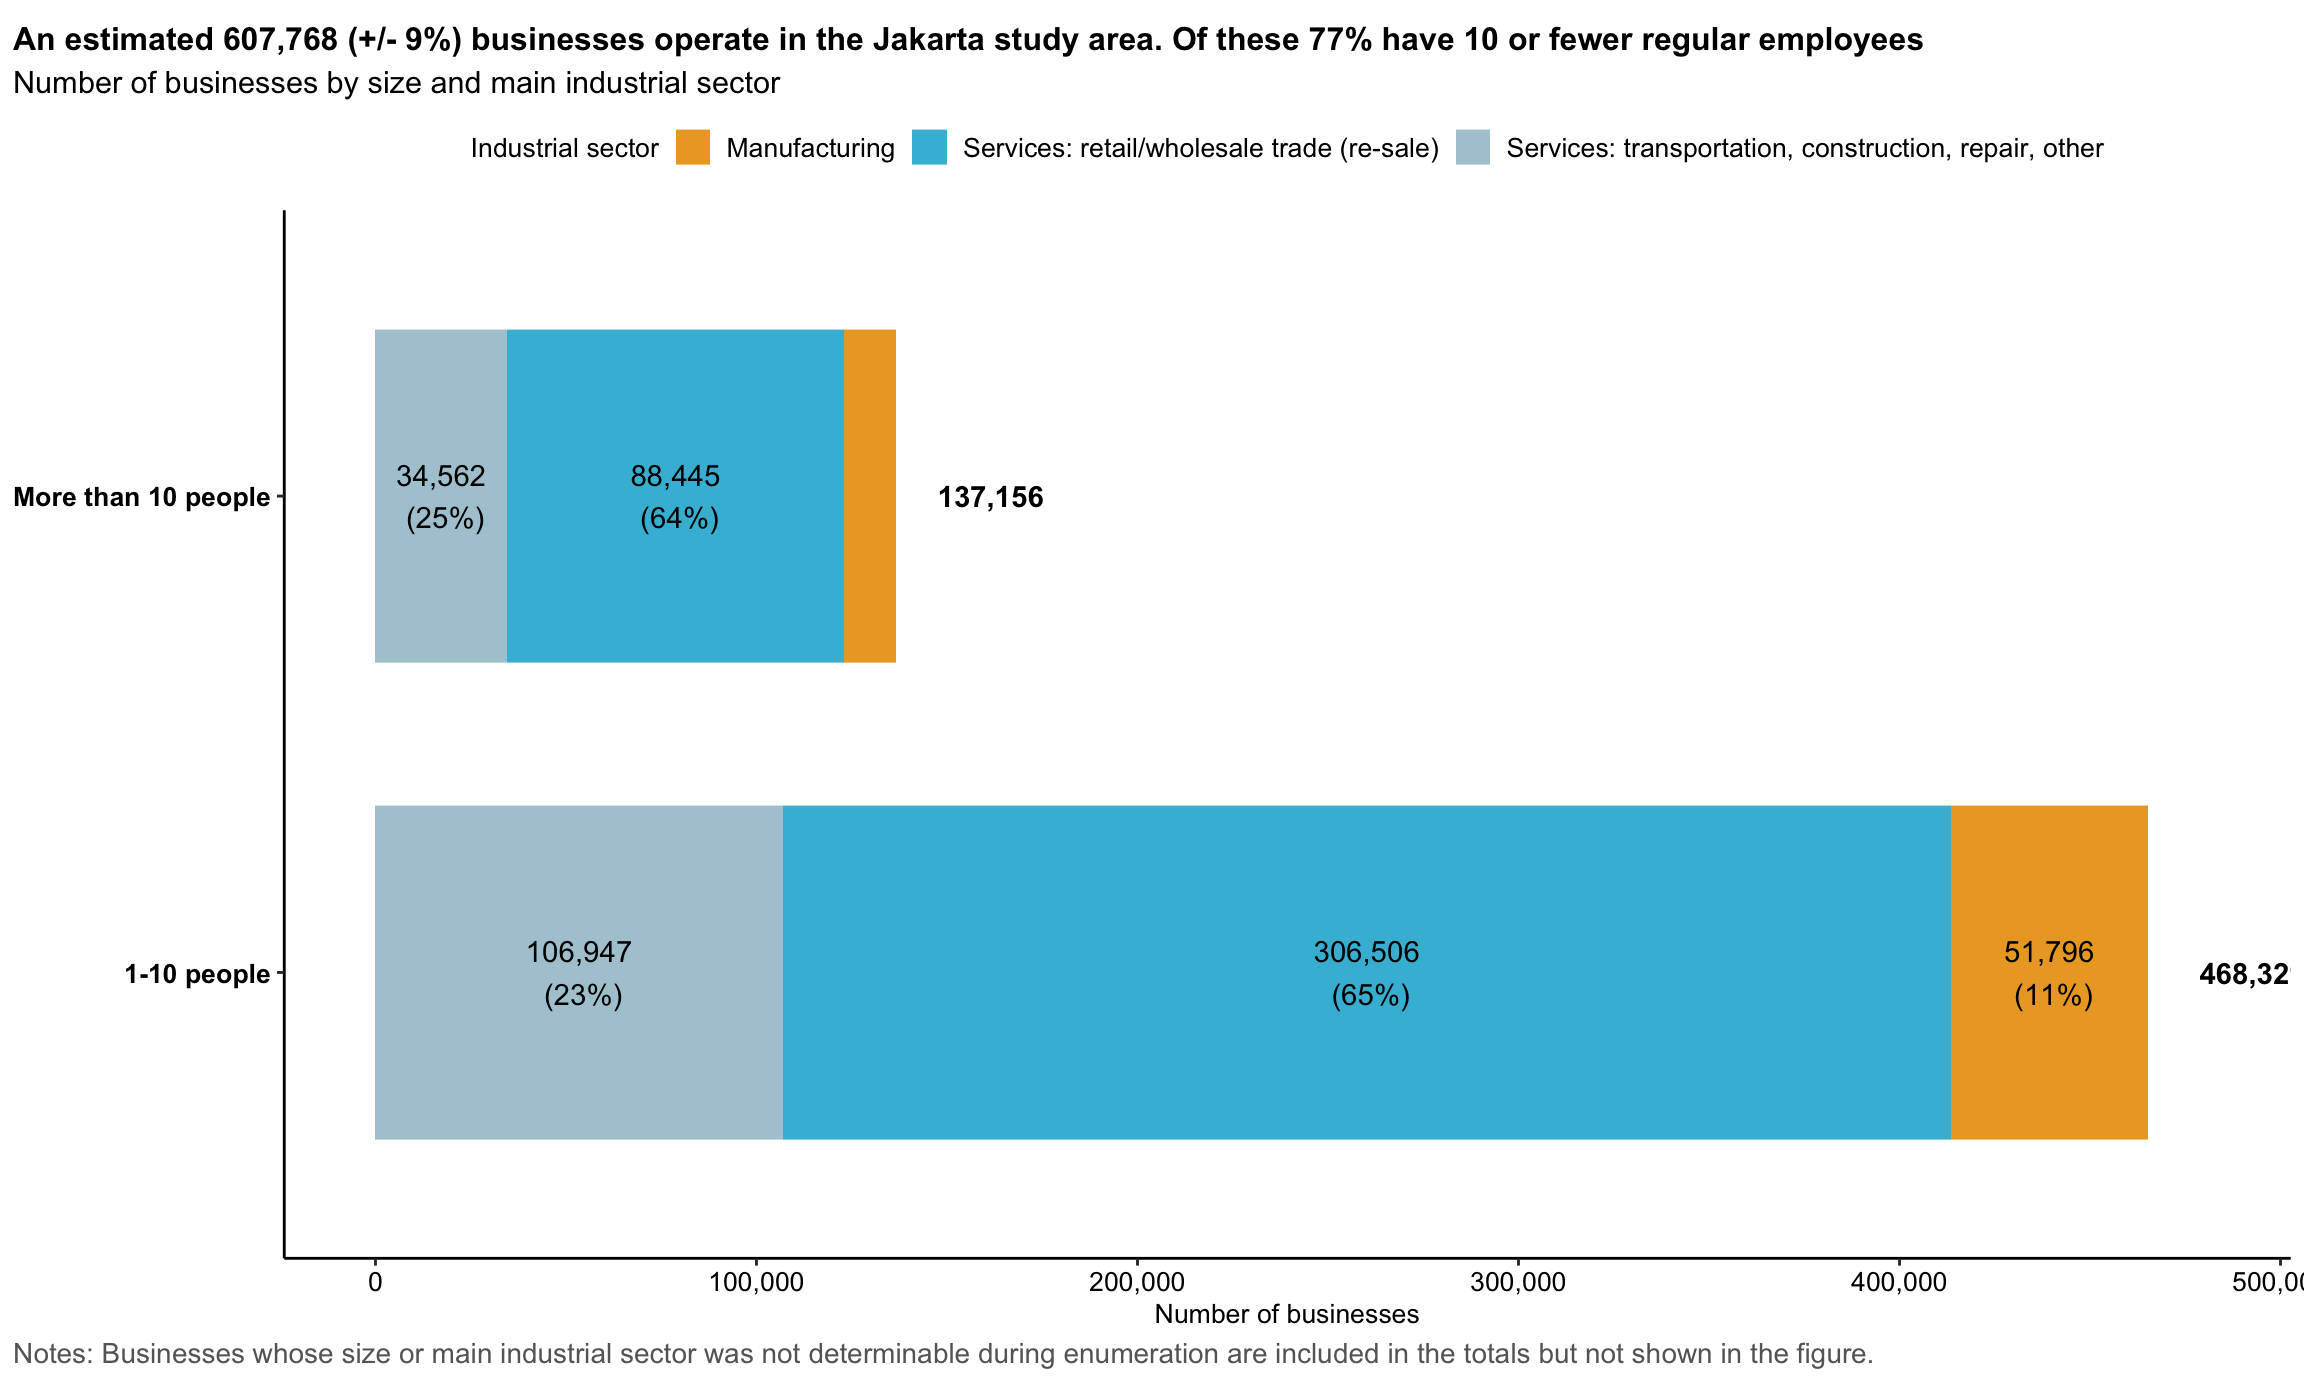 An estimated 607,768 (+/- 9%) businesses operate in the Jakarta study area. Of these 77% have 10 or fewer regular employees
Number of businesses by size and main industrial sector
Industrial sector Manufacturing Services: retail/wholesale trade (re-sale) Services: transportation, construction, repair, other
More than 10 people
34,562
(25%)
88,445
(64%)
137,156
1-10 people
106,947
(23%)
306,506
(65%)
51,796
(11%)
468,32
0 100,000 200,000 300,000 400,000 500,0
Number of businesses
Notes: Businesses whose size or main industrial sector was not determinable during enumeration are included in the totals but not shown in the figure.